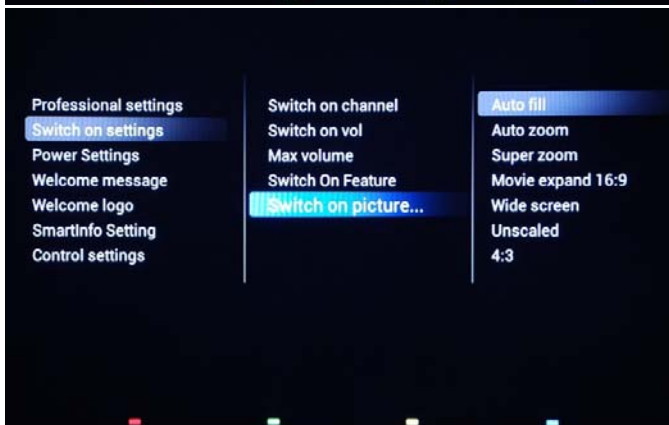 Professional settings
Switch on settings
Power Settings
Welcome message
Welcome logo
SmartInfo Setting
Control settings
Switch on channel
Switch on vol
Max volume
Switch On Feature
Switch on picture...
Auto fill
Auto zoom
Super zoom
Movie expand 16:9
Wide screen
Unscaled
4:3